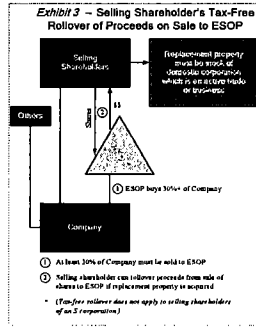 Exhibit 3 – Selling Shareholder's Tax-Free
Rollover of Proceeds on Sale to ESOP
Selling
Shareholders
Replacement property
must be stock of
domestic corporation
which is an active trade
or business
Others
Shares
② $$
① ESOP buys 30%+ of Company
Company
① At least 30% of Company must be sold to ESOP
② Selling shareholder can rollover proceeds from sale of
shares to ESOP if replacement property is acquired
* (Tax-free rollover does not apply to selling shareholders
of an S corporation)